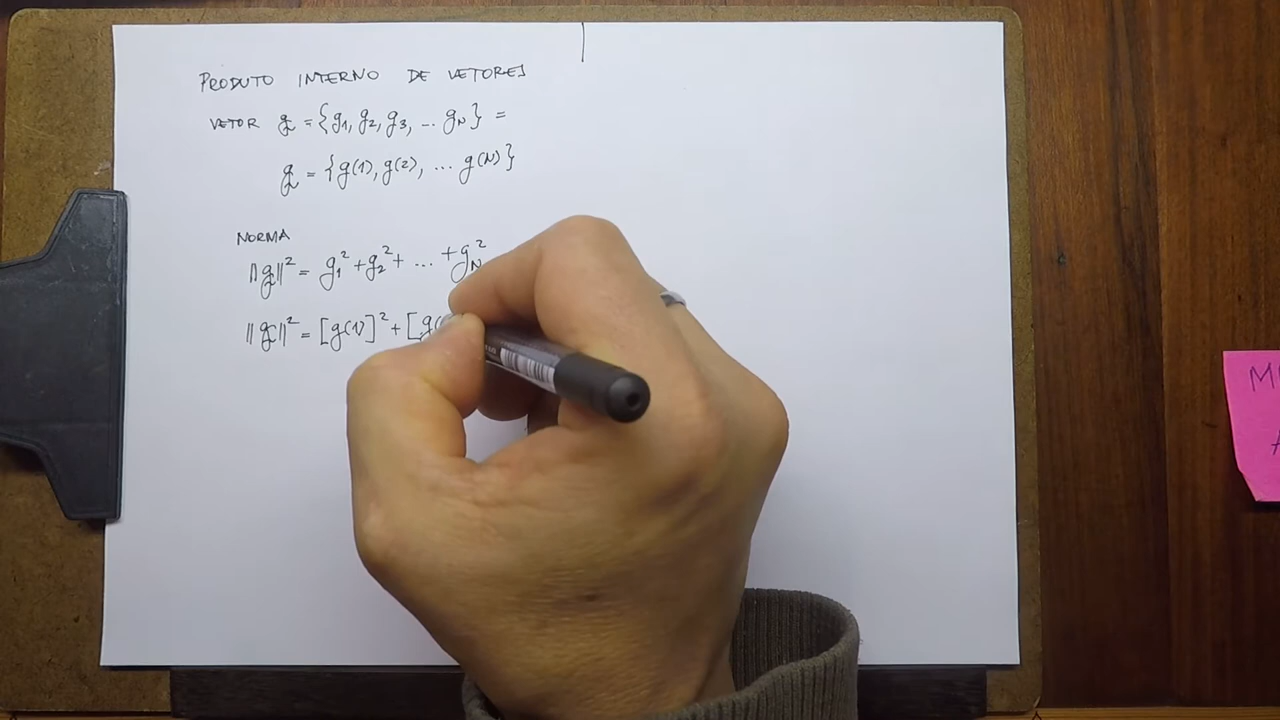 PRODUTO INTERNO DE VETORES
VETOR g = {g1, g2, g3, ... gN} =
g = {g(1), g(2), ... g(N)}
NORMA
||g||² = g1² + g2² + ... + gN²
||g||² = [g(1)]² + [g(